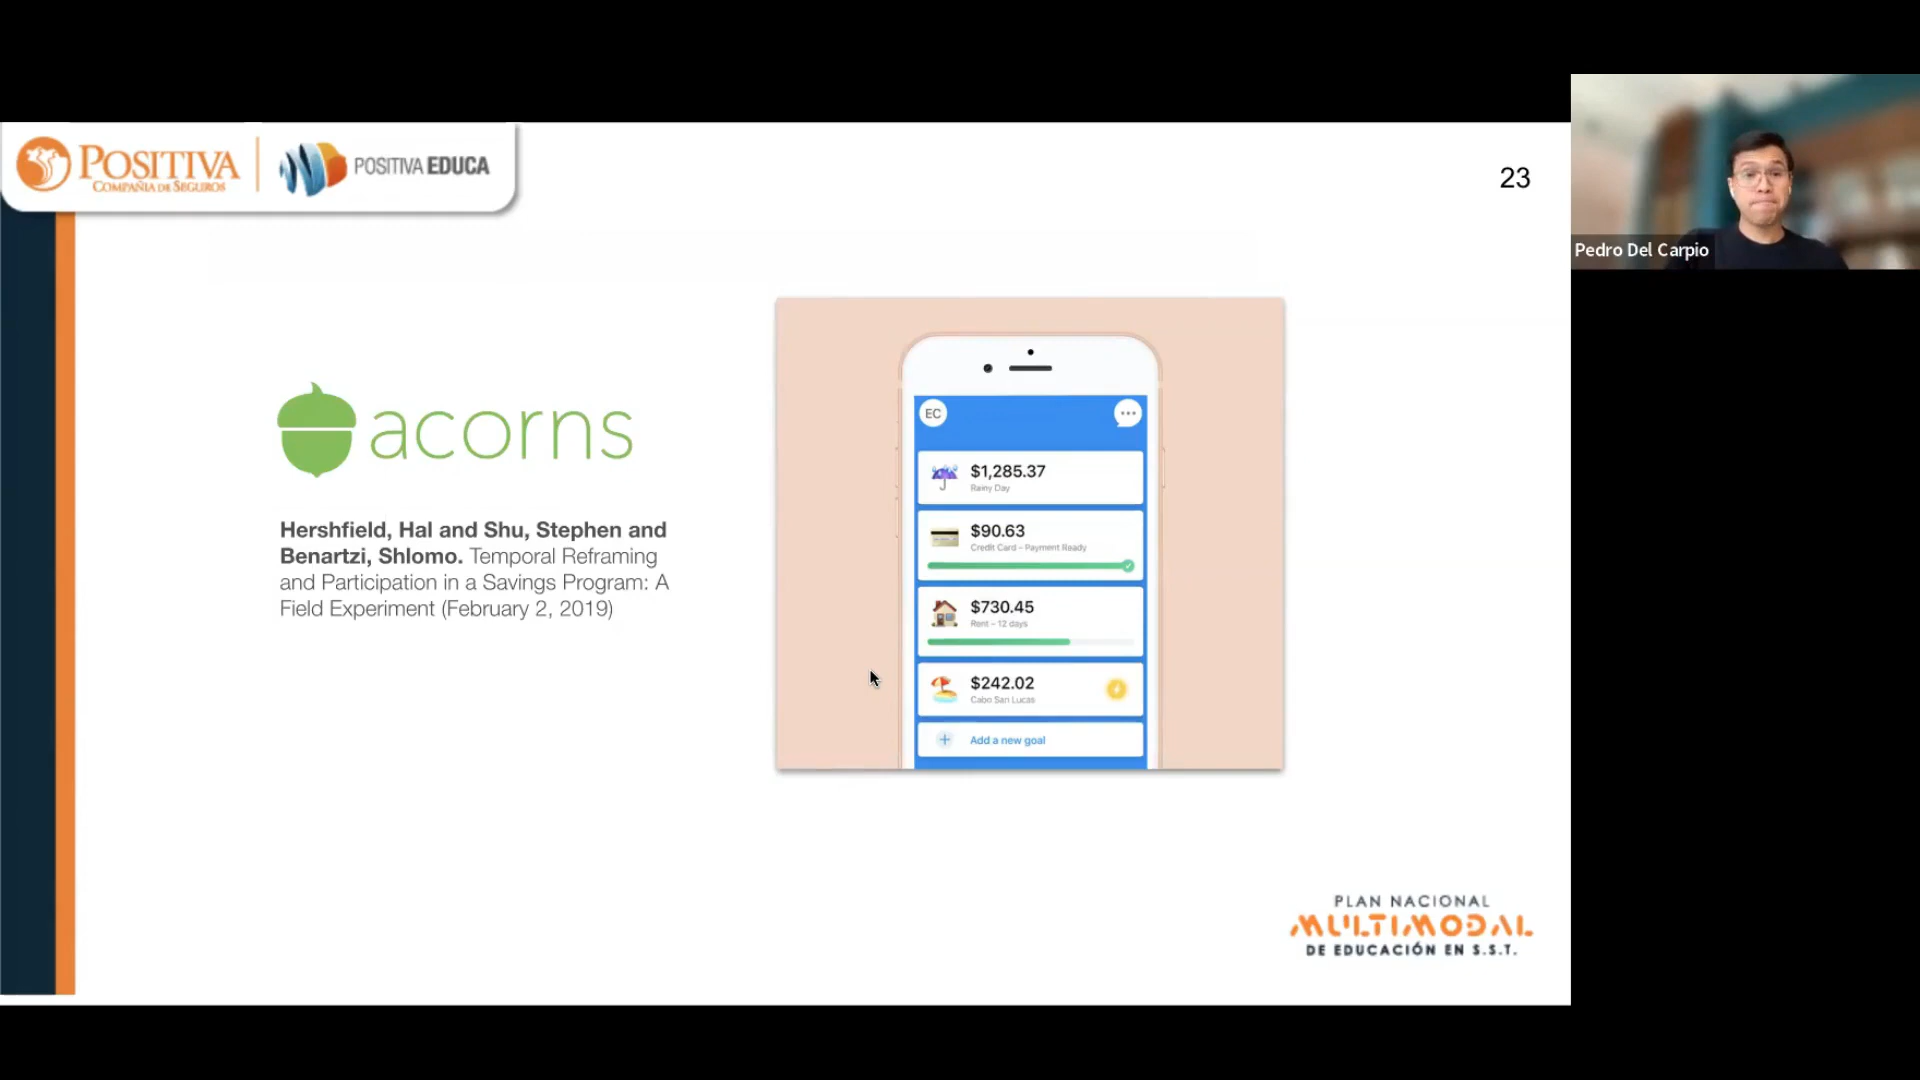 POSITIVA
COMPAÑIA DE SEGUROS
POSITIVA EDUCA
23
Pedro Del Carpio
acorns
Hershfield, Hal and Shu, Stephen and
Benartzi, Shlomo. Temporal Reframing
and Participation in a Savings Program: A
Field Experiment (February 2, 2019)
EC
$1,285.37
Rainy Day
$90.63
Credit Card – Payment Ready
$730.45
Rent – 12 days
$242.02
Cabo San Lucas
+ Add a new goal
PLAN NACIONAL
MULTIMODAL
DE EDUCACIÓN EN S.S.T.